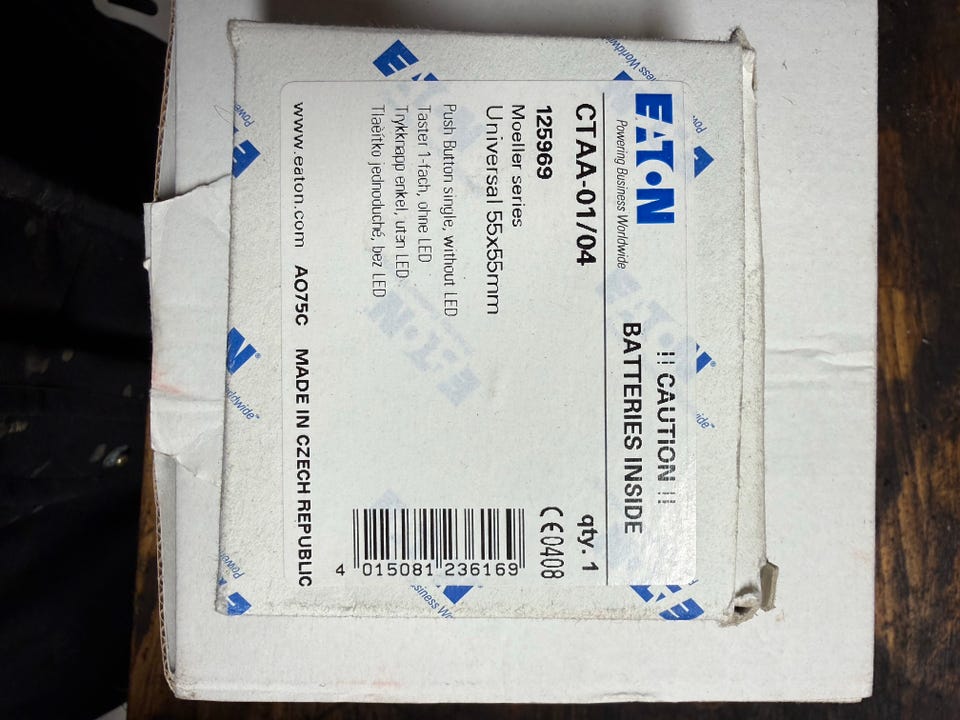 EATON
Powering Business Worldwide
!! CAUTION !!
BATTERIES INSIDE
CTAA-01/04
qty. 1
125969
CE0408
Moeller series
Universal 55x55mm
Push Button single, without LED
Taster 1-fach, ohne LED
Trykknapp enkel, uten LED
Tlaèítko jednoduché, bez LED
4 015081 236169
www.eaton.com AO75C MADE IN CZECH REPUBLIC